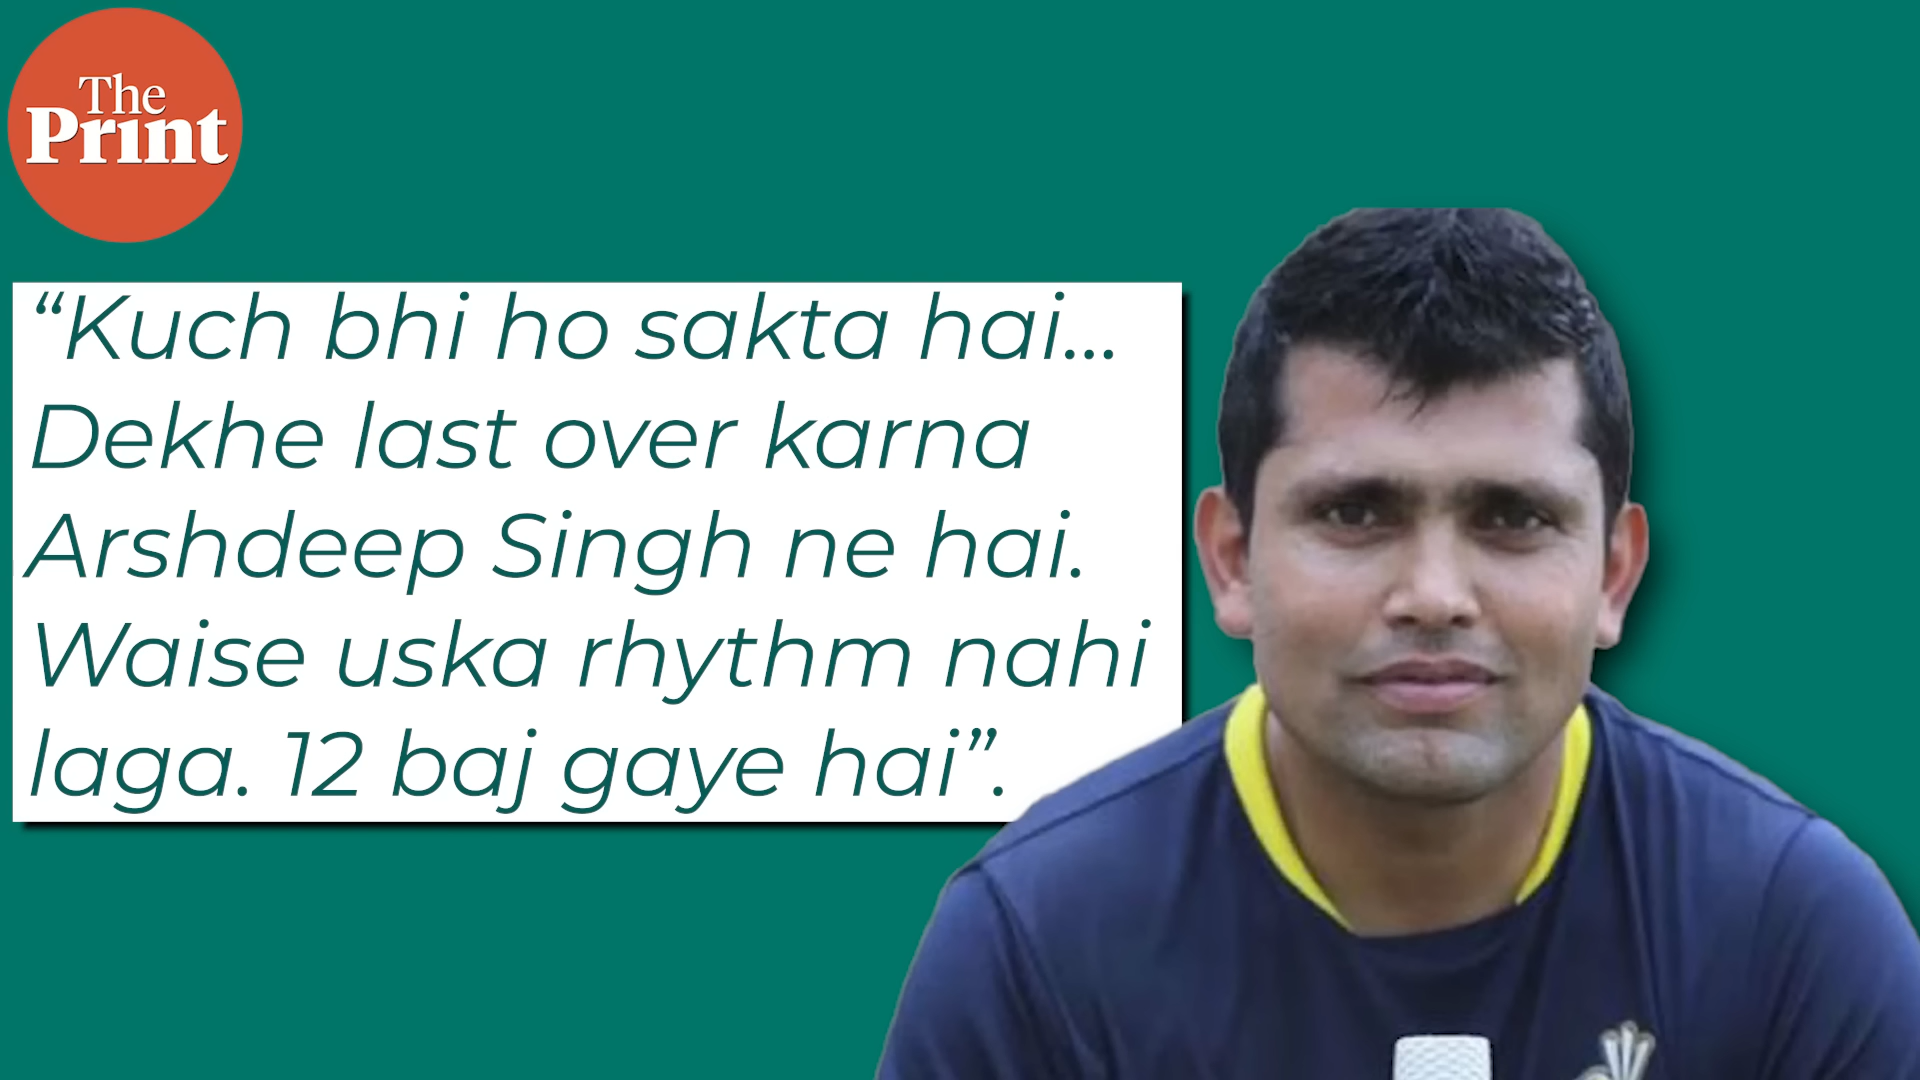 The
Print
“Kuch bhi ho sakta hai...
Dekhe last over karna
Arshdeep Singh ne hai.
Waise uska rhythm nahi
laga. 12 baj gaye hai”.